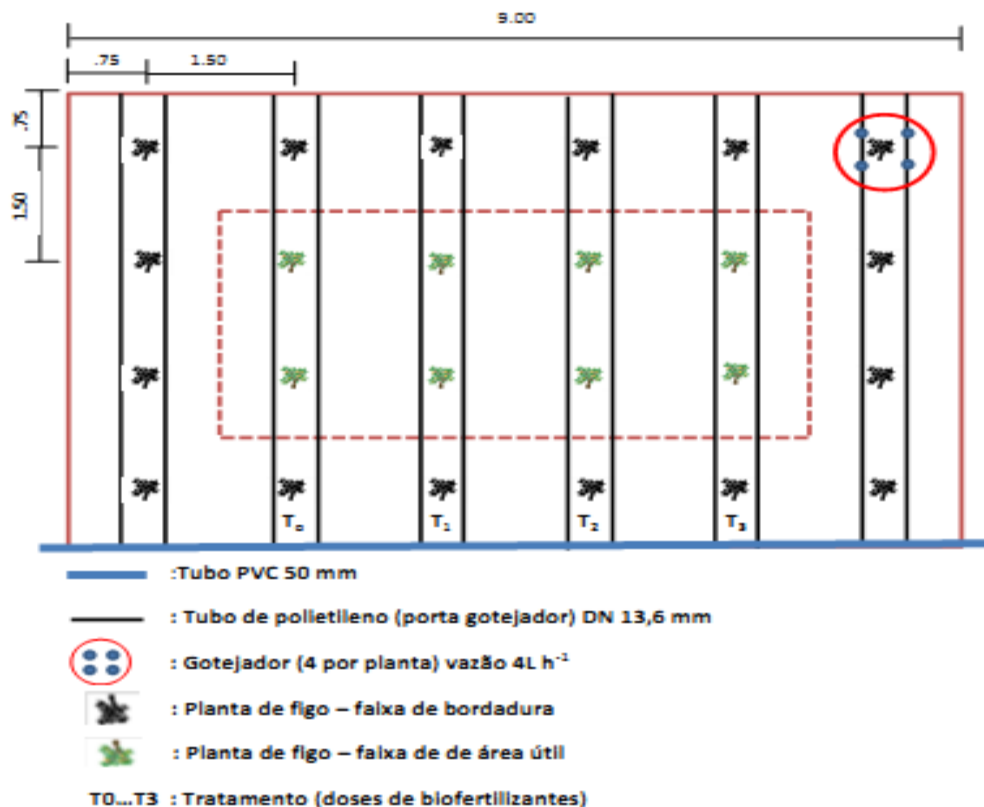 9.00
.75
1.50
.75
1.50
T₀
T₁
T₂
T₃
:Tubo PVC 50 mm
: Tubo de polietileno (porta gotejador) DN 13,6 mm
: Gotejador (4 por planta) vazão 4L h⁻¹
: Planta de figo – faixa de bordadura
: Planta de figo – faixa de de área útil
T0...T3 : Tratamento (doses de biofertilizantes)